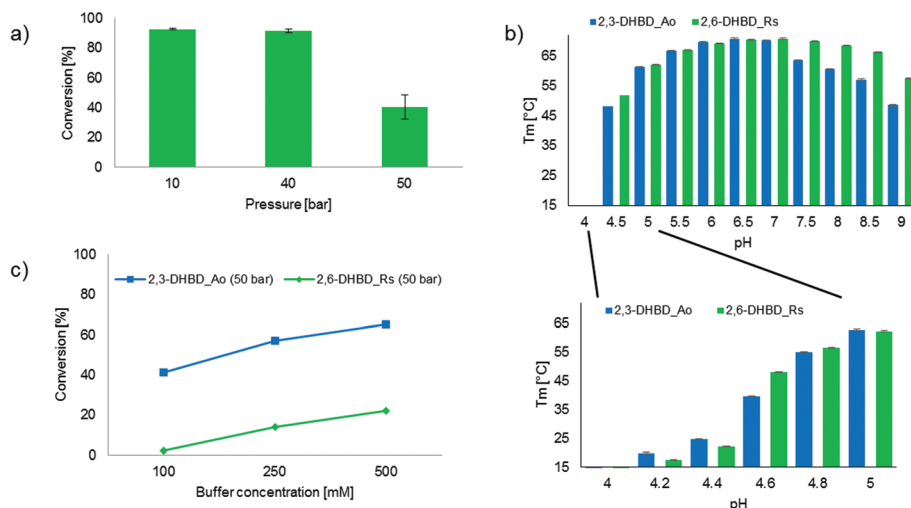 a)
Conversion [%]
100
80
60
40
20
0
10 40 50
Pressure [bar]
b)
2,3-DHBD_Ao 2,6-DHBD_Rs
Tm [°C]
65
55
45
35
25
15
4 4.5 5 5.5 6 6.5 7 7.5 8 8.5 9
pH
c)
Conversion [%]
100
80
60
40
20
0
2,3-DHBD_Ao (50 bar) 2,6-DHBD_Rs (50 bar)
100 250 500
Buffer concentration [mM]
2,3-DHBD_Ao 2,6-DHBD_Rs
Tm [°C]
65
55
45
35
25
15
4 4.2 4.4 4.6 4.8 5
pH